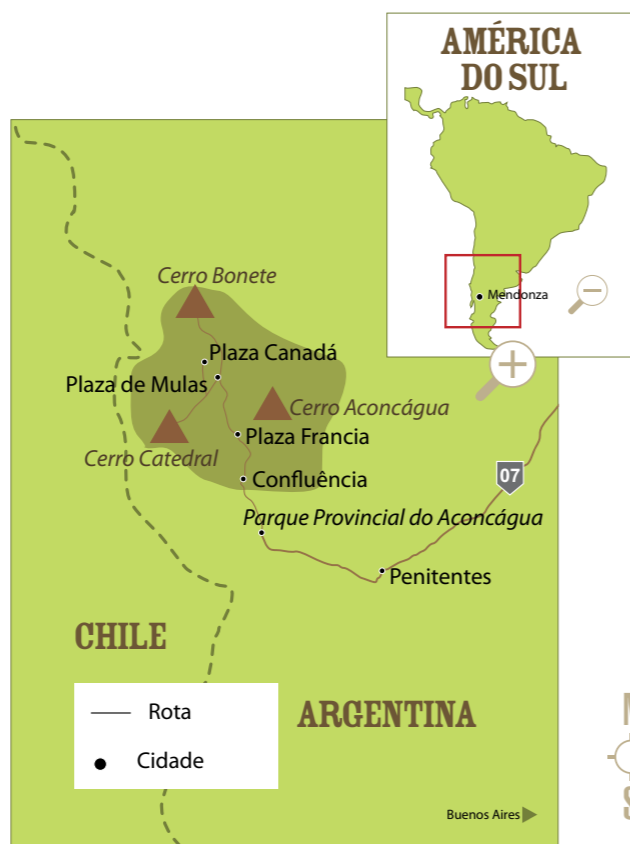 AMÉRICA
DO SUL
Mendonza
Cerro Bonete
Plaza Canadá
Plaza de Mulas
Cerro Aconcágua
Plaza Francia
Cerro Catedral
Confluência
07
Parque Provincial do Aconcágua
Penitentes
CHILE
ARGENTINA
Rota
Cidade
Buenos Aires